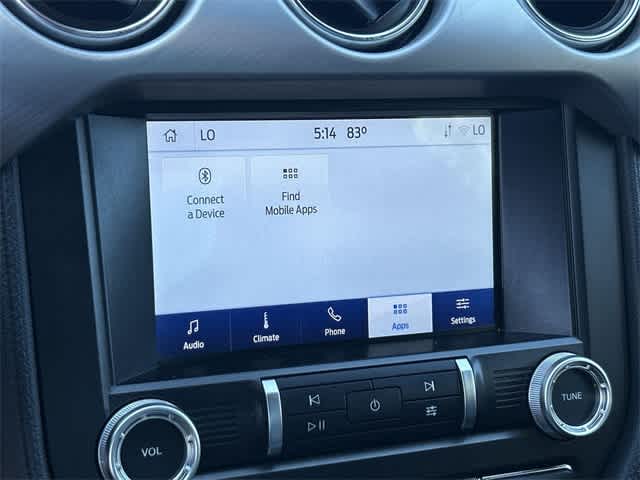 LO 5:14 83° LO
Connect
a Device
Find
Mobile Apps
Audio Climate Phone Apps Settings
VOL
TUNE